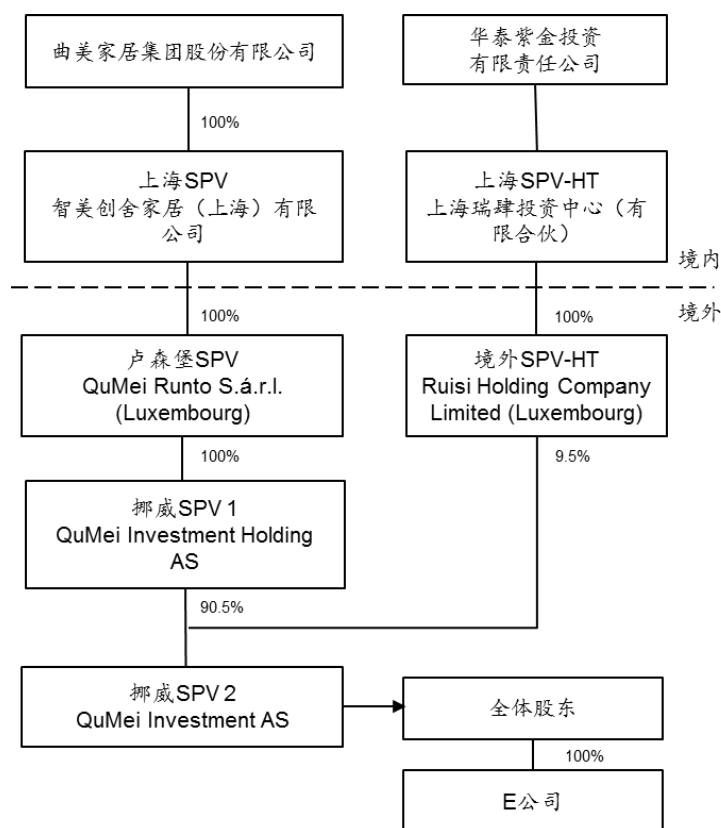 曲美家居集团股份有限公司
华泰紫金投资
有限责任公司
100%
上海SPV
智美创舍家居（上海）有限
公司
上海SPV-HT
上海瑞肆投资中心（有
限合伙）
境内
境外
100%
100%
卢森堡SPV
QuMei Runto S.á.r.l.
(Luxembourg)
境外SPV-HT
Ruisi Holding Company
Limited (Luxembourg)
100%
9.5%
挪威SPV 1
QuMei Investment Holding
AS
90.5%
挪威SPV 2
QuMei Investment AS
全体股东
100%
E公司